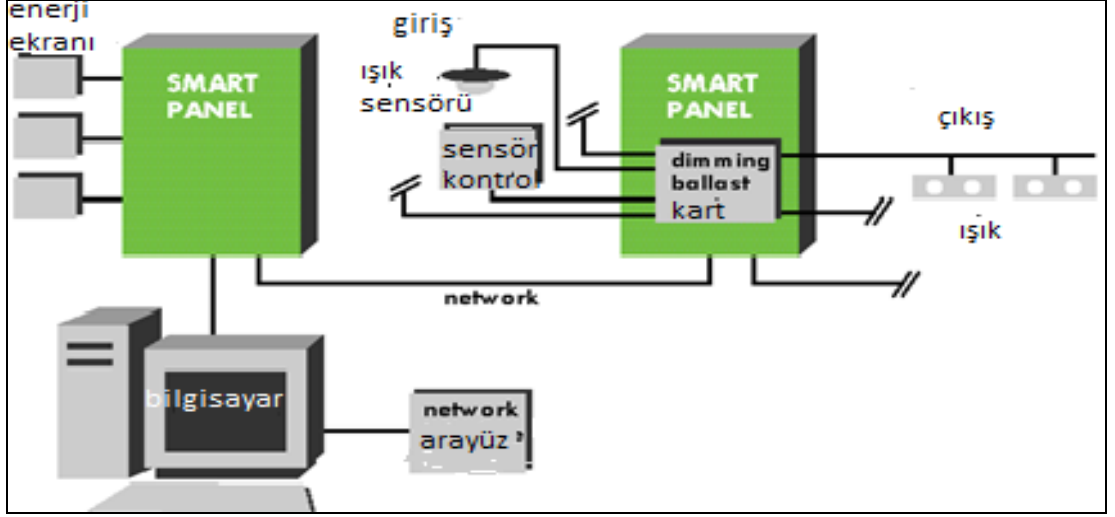 enerji
ekranı
SMART
PANEL
giriş
ışık
sensörü
sensör
kontrol
SMART
PANEL
dimming
ballast
kart
çıkış
ışık
network
bilgisayar
network
arayüz